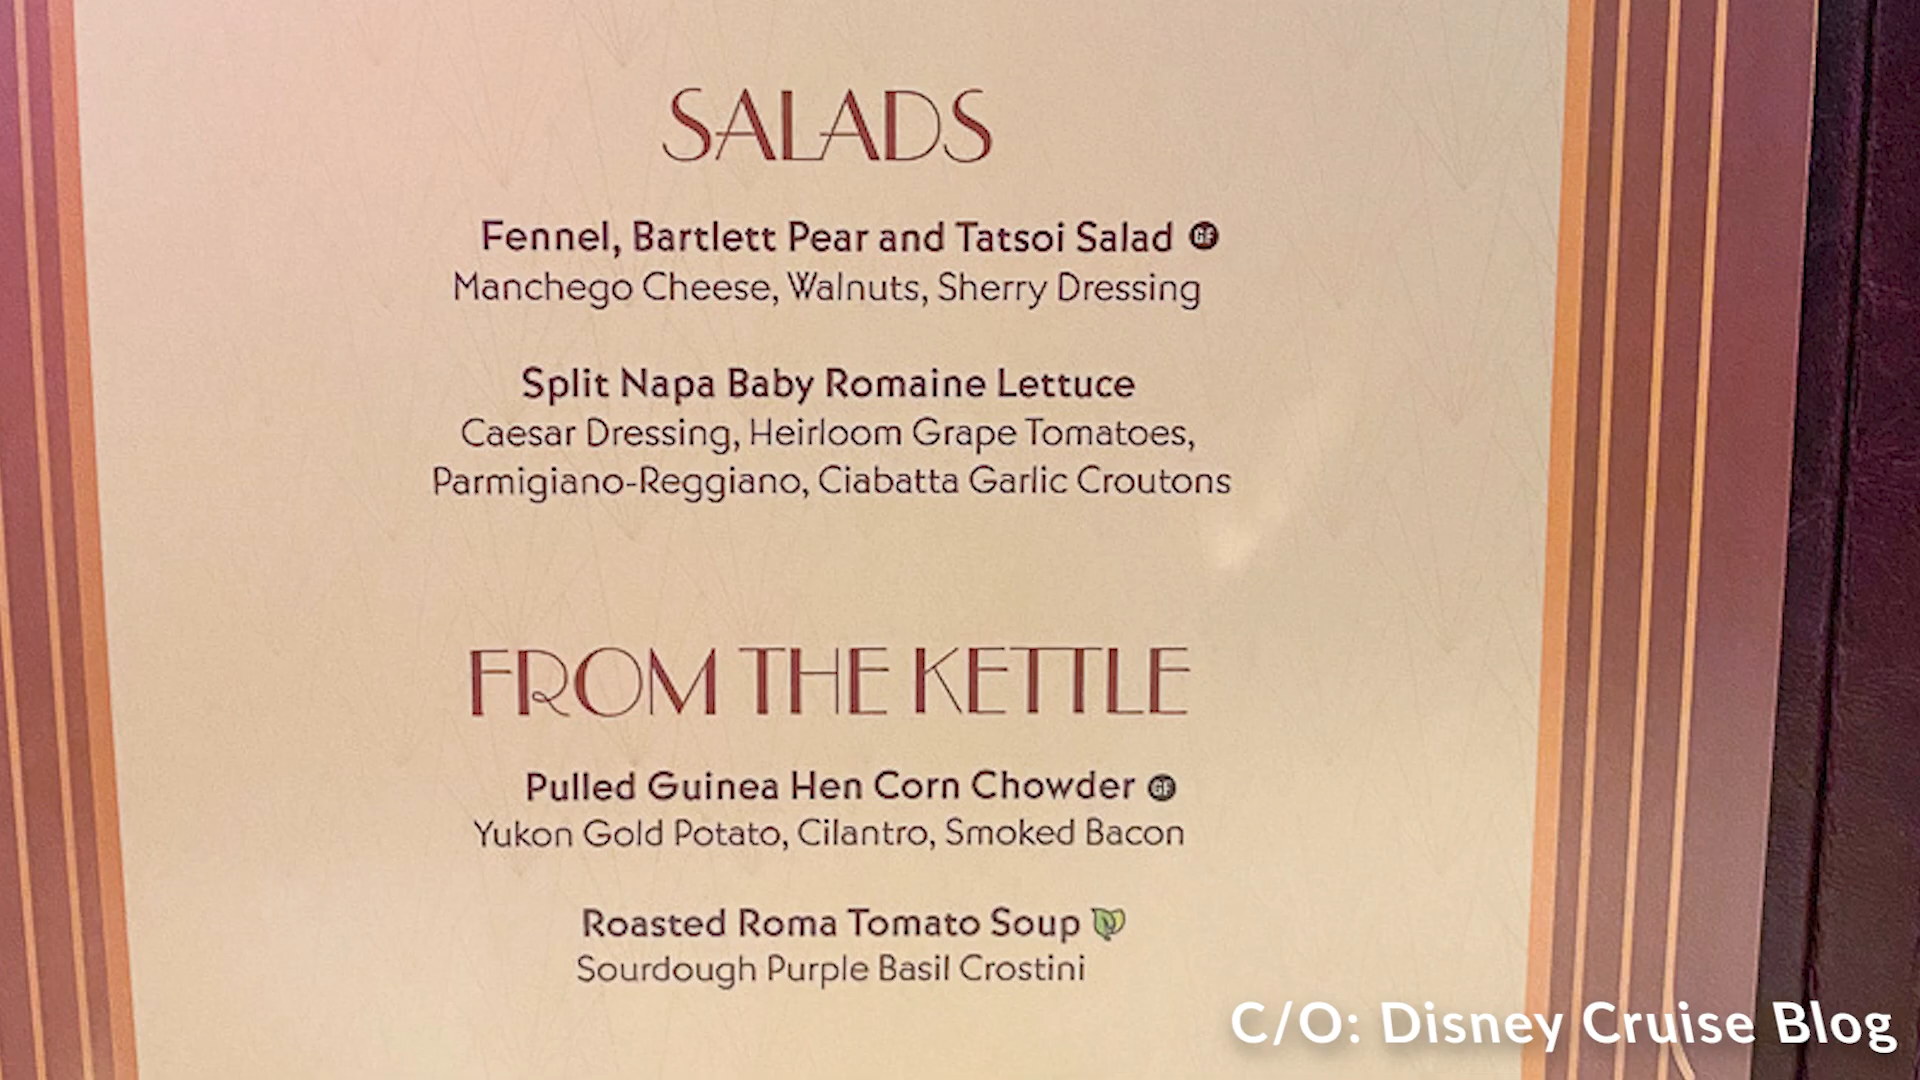 SALADS
Fennel, Bartlett Pear and Tatsoi Salad GF
Manchego Cheese, Walnuts, Sherry Dressing
Split Napa Baby Romaine Lettuce
Caesar Dressing, Heirloom Grape Tomatoes,
Parmigiano-Reggiano, Ciabatta Garlic Croutons
FROM THE KETTLE
Pulled Guinea Hen Corn Chowder GF
Yukon Gold Potato, Cilantro, Smoked Bacon
Roasted Roma Tomato Soup
Sourdough Purple Basil Crostini
C/O: Disney Cruise Blog